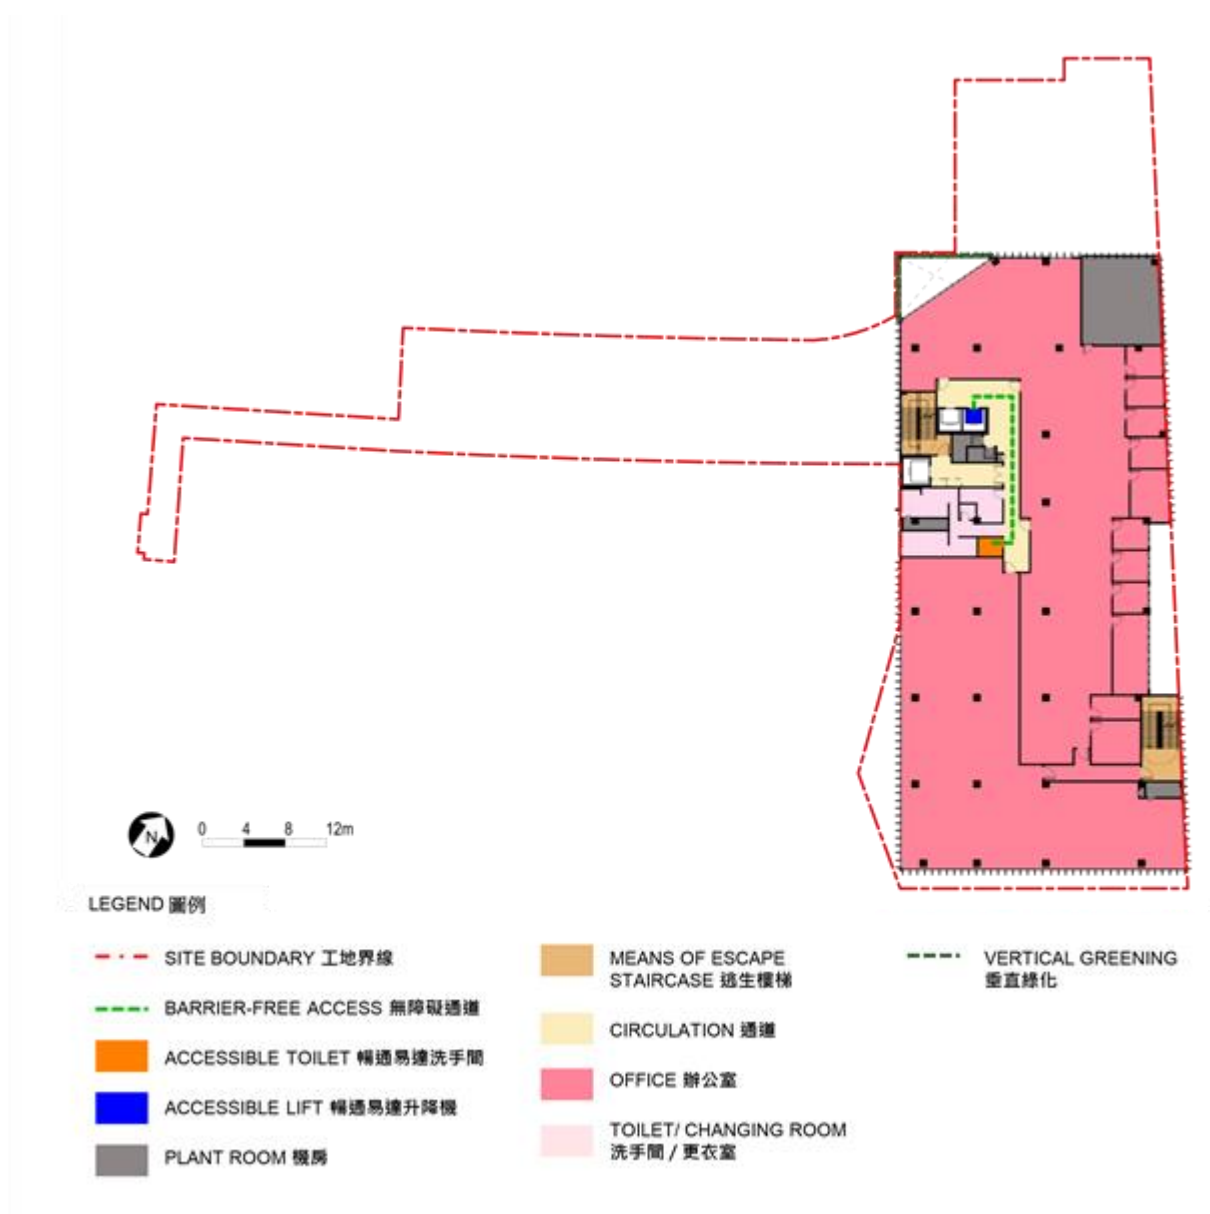 N
0 4 8 12m
LEGEND 圖例
SITE BOUNDARY 工地界線
BARRIER-FREE ACCESS 無障礙通道
ACCESSIBLE TOILET 暢通易達洗手間
ACCESSIBLE LIFT 暢通易達升降機
PLANT ROOM 機房
MEANS OF ESCAPE
STAIRCASE 逃生樓梯
CIRCULATION 通道
OFFICE 辦公室
TOILET/ CHANGING ROOM
洗手間 / 更衣室
VERTICAL GREENING
垂直綠化